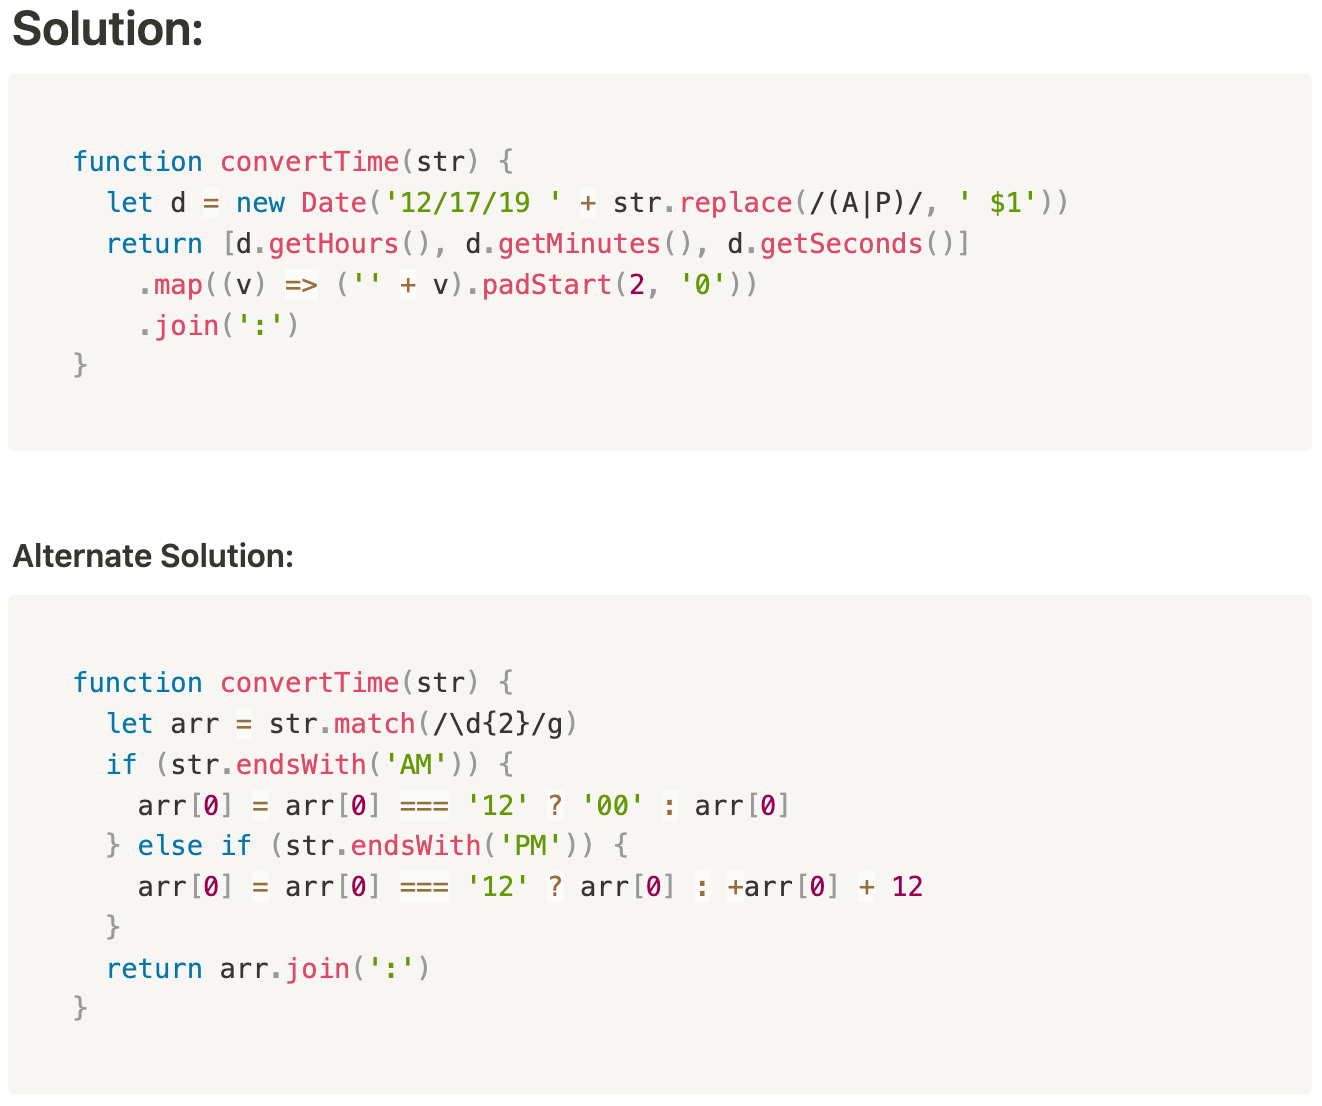 Solution:
function convertTime(str) {
  let d = new Date('12/17/19 ' + str.replace(/(A|P)/, ' $1'))
  return [d.getHours(), d.getMinutes(), d.getSeconds()]
    .map((v) => ('' + v).padStart(2, '0'))
    .join(':')
}
Alternate Solution:
function convertTime(str) {
  let arr = str.match(/\d{2}/g)
  if (str.endsWith('AM')) {
    arr[0] = arr[0] === '12' ? '00' : arr[0]
  } else if (str.endsWith('PM')) {
    arr[0] = arr[0] === '12' ? arr[0] : +arr[0] + 12
  }
  return arr.join(':')
}